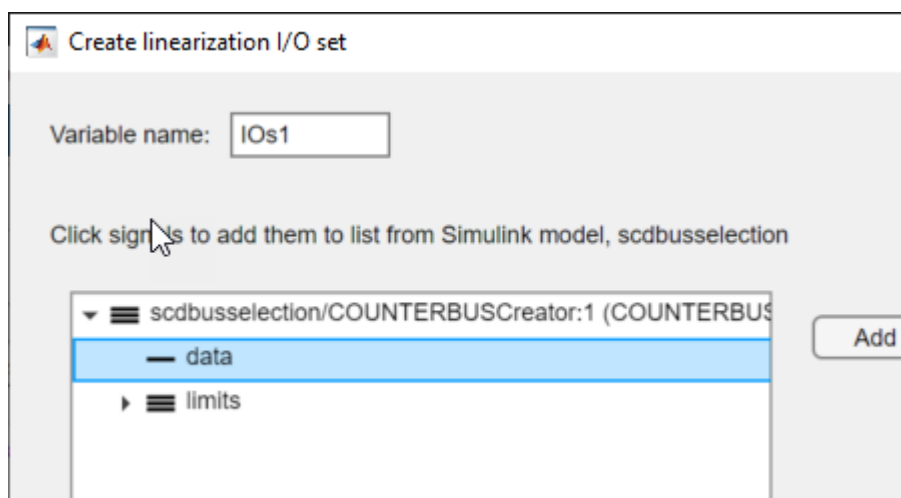 Create linearization I/O set
Variable name: IOs1
Click signals to add them to list from Simulink model, scdbusselection
scdbusselection/COUNTERBUSCreator:1 (COUNTERBUS
Add
data
limits